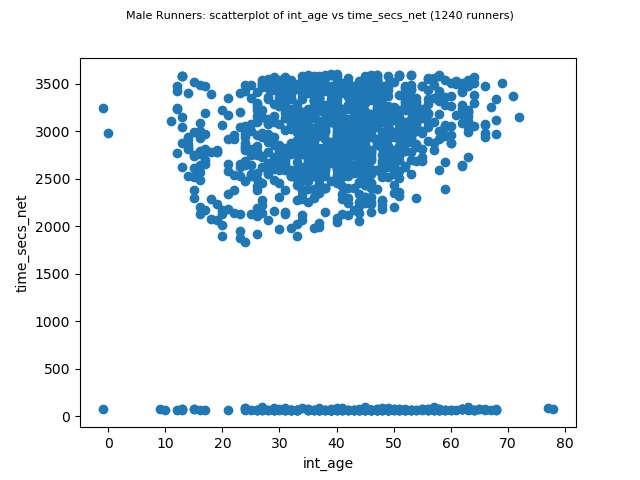 Male Runners: scatterplot of int_age vs time_secs_net (1240 runners)
time_secs_net
3500
3000
2500
2000
1500
1000
500
0
0 10 20 30 40 50 60 70 80
int_age